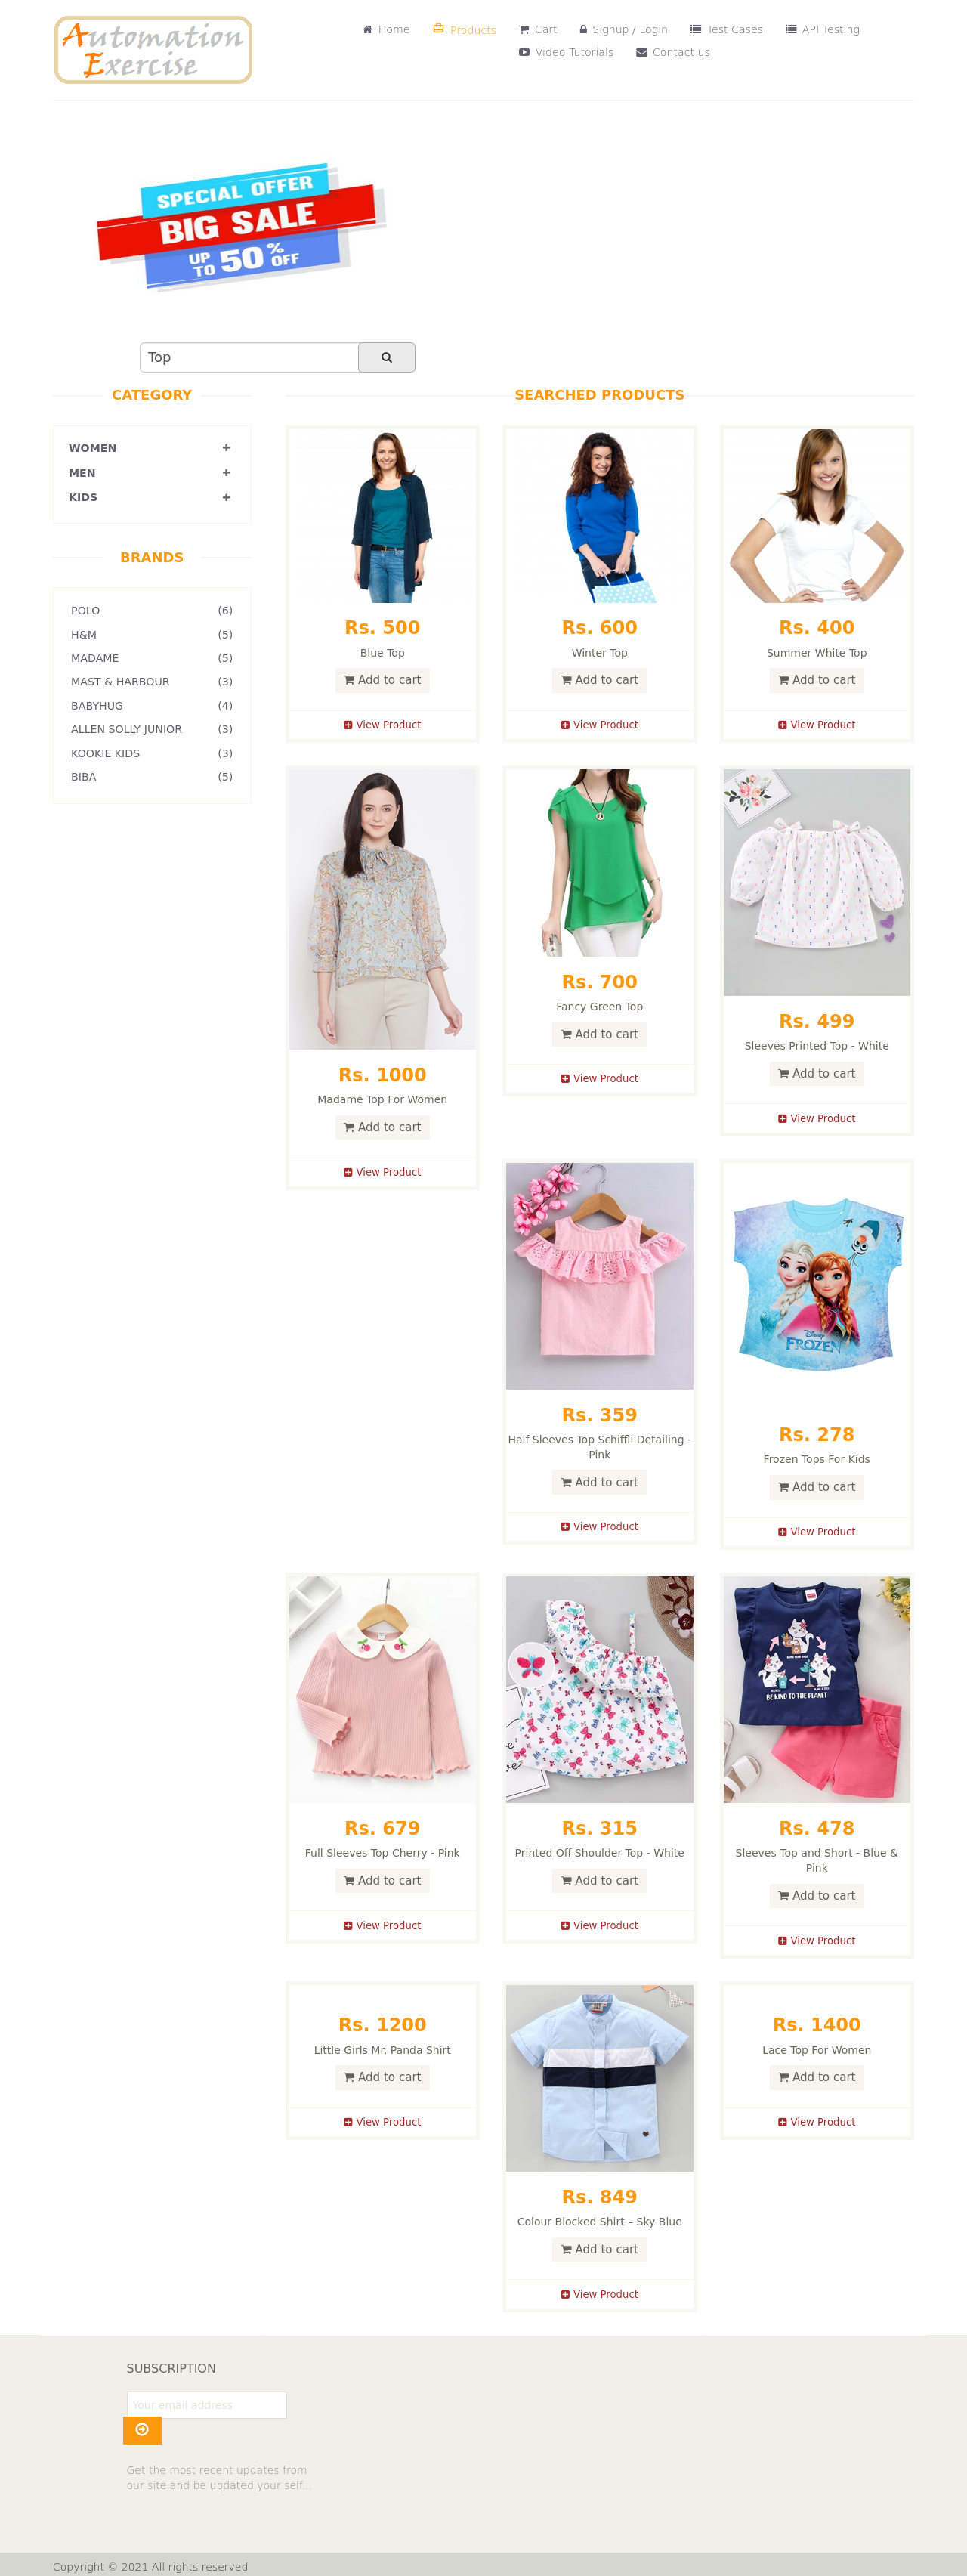 Automation
Exercise
Home
Products
Cart
Signup / Login
Test Cases
API Testing
Video Tutorials
Contact us
SPECIAL OFFER
BIG SALE
UP TO 50% OFF
Top
CATEGORY
WOMEN
MEN
KIDS
BRANDS
POLO (6)
H&M (5)
MADAME (5)
MAST & HARBOUR (3)
BABYHUG (4)
ALLEN SOLLY JUNIOR (3)
KOOKIE KIDS (3)
BIBA (5)
SEARCHED PRODUCTS
Rs. 500
Blue Top
Add to cart
View Product
Rs. 600
Winter Top
Add to cart
View Product
Rs. 400
Summer White Top
Add to cart
View Product
Rs. 1000
Madame Top For Women
Add to cart
View Product
Rs. 700
Fancy Green Top
Add to cart
View Product
Rs. 499
Sleeves Printed Top - White
Add to cart
View Product
Rs. 359
Half Sleeves Top Schiffli Detailing -
Pink
Add to cart
View Product
Disney
FROZEN
Rs. 278
Frozen Tops For Kids
Add to cart
View Product
Rs. 679
Full Sleeves Top Cherry - Pink
Add to cart
View Product
Rs. 315
Printed Off Shoulder Top - White
Add to cart
View Product
BE KIND TO THE PLANET
Rs. 478
Sleeves Top and Short - Blue &
Pink
Add to cart
View Product
Rs. 1200
Little Girls Mr. Panda Shirt
Add to cart
View Product
Rs. 849
Colour Blocked Shirt – Sky Blue
Add to cart
View Product
Rs. 1400
Lace Top For Women
Add to cart
View Product
SUBSCRIPTION
Your email address
Get the most recent updates from
our site and be updated your self...
Copyright © 2021 All rights reserved